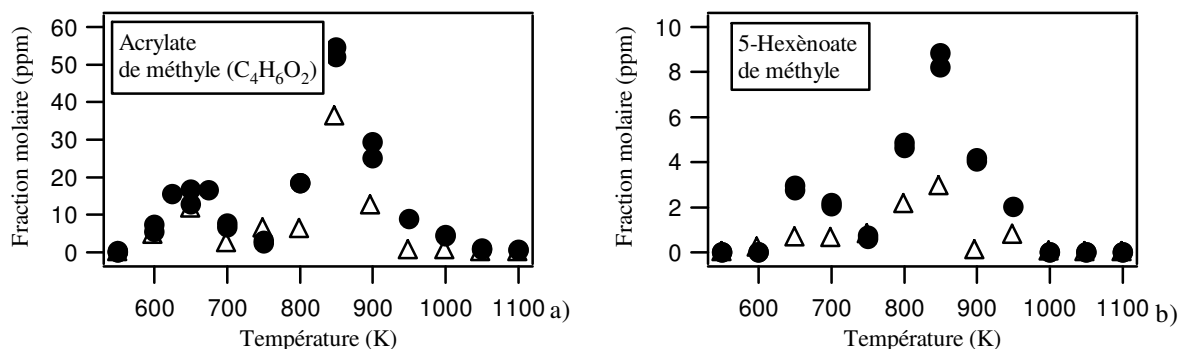 Fraction molaire (ppm)
60
50
40
30
20
10
0
Acrylate
de méthyle (C₄H₆O₂)
600 700 800 900 1000 1100
Température (K)
a)
Fraction molaire (ppm)
10
8
6
4
2
0
5-Hexènoate
de méthyle
600 700 800 900 1000 1100
Température (K)
b)